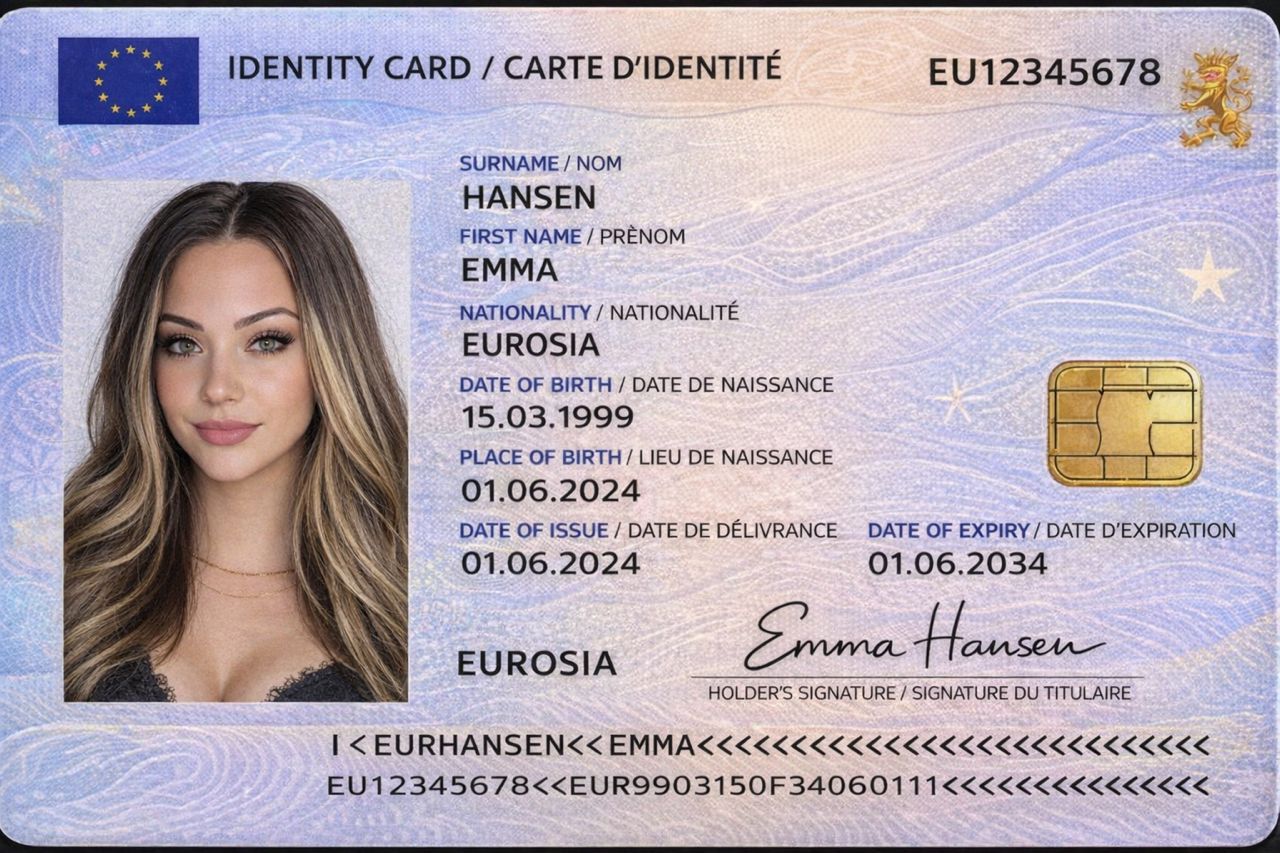 IDENTITY CARD / CARTE D'IDENTITÉ
EU12345678
SURNAME / NOM
HANSEN
FIRST NAME / PRÈNOM
EMMA
NATIONALITY / NATIONALITÉ
EUROSIA
DATE OF BIRTH / DATE DE NAISSANCE
15.03.1999
PLACE OF BIRTH / LIEU DE NAISSANCE
01.06.2024
DATE OF ISSUE / DATE DE DÉLIVRANCE
01.06.2024
DATE OF EXPIRY / DATE D'EXPIRATION
01.06.2034
Emma Hansen
EUROSIA
HOLDER'S SIGNATURE / SIGNATURE DU TITULAIRE
I<EURHANSEN<<EMMA<<<<<<<<<<<<<<<<<<<<<<<<<<<<<<<<<
EU12345678<<EUR9903150F34060111<<<<<<<<<<<<<<<<<